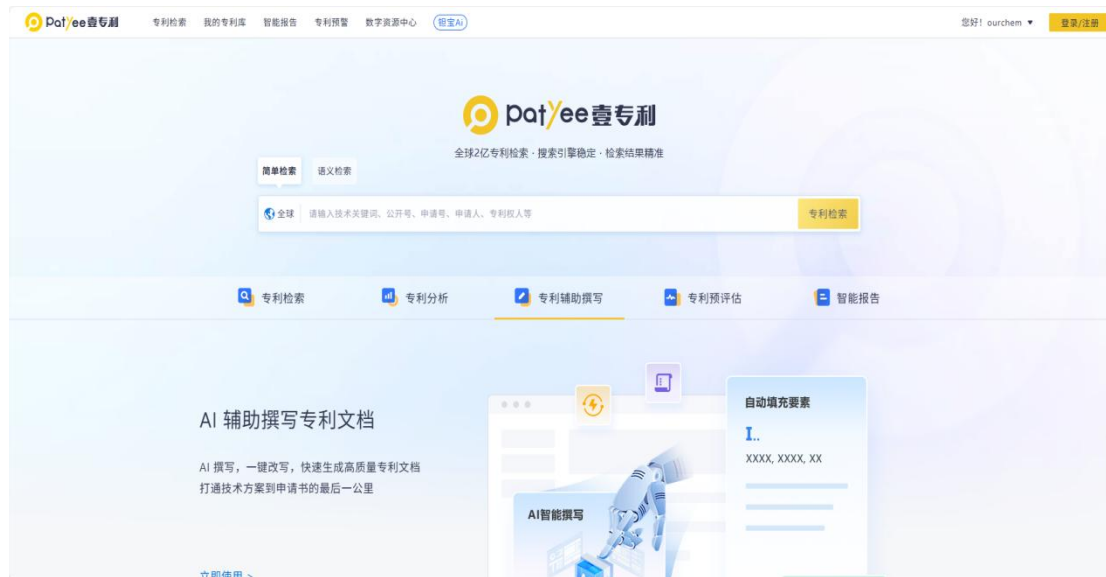 patyee壹专利 专利检索 我的专利库 智能报告 专利预警 数字资源中心 钽宝Ai 您好！ourchem ▼ 登录/注册
patyee壹专利
全球2亿专利检索 · 搜索引擎稳定 · 检索结果精准
简单检索 语义检索
全球 请输入技术关键词、公开号、申请号、申请人、专利权人等 专利检索
专利检索 专利分析 专利辅助撰写 专利预评估 智能报告
自动填充要素
AI 辅助撰写专利文档
I..
XXXX, XXXX, XX
AI 撰写，一键改写，快速生成高质量专利文档
打通技术方案到申请书的最后一公里
AI智能撰写
立即使用 >